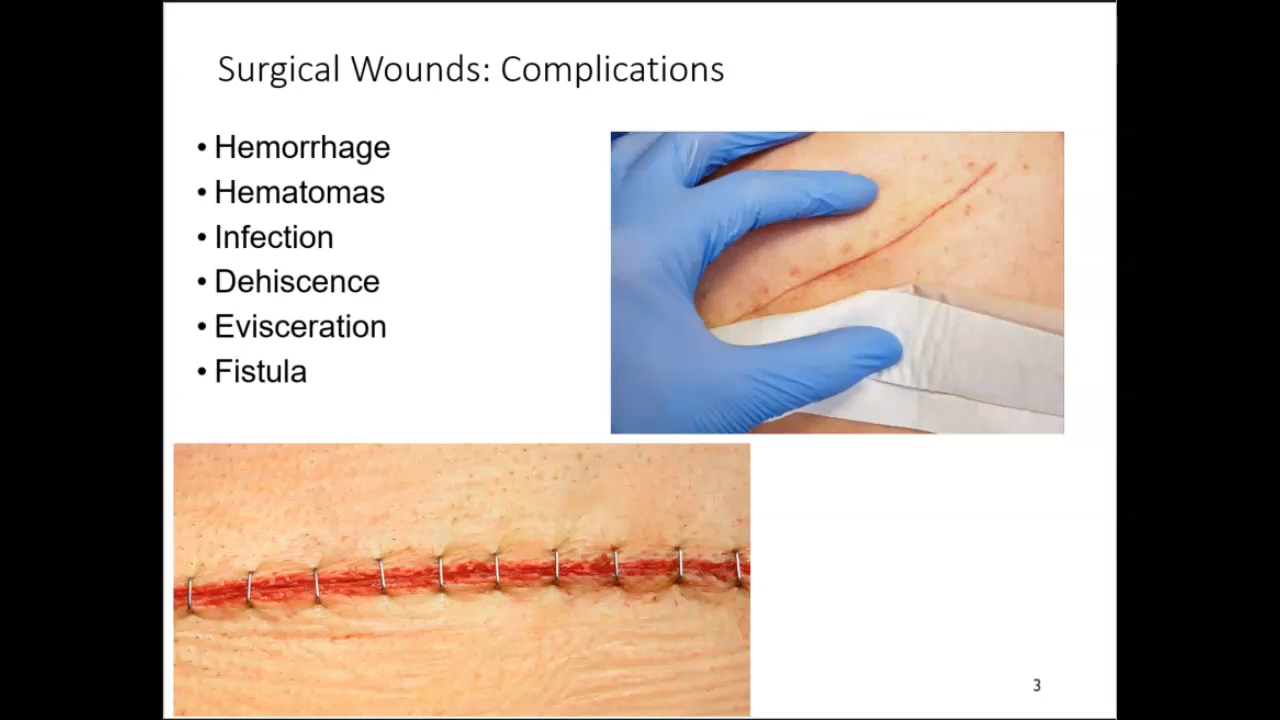 Surgical Wounds: Complications
• Hemorrhage
• Hematomas
• Infection
• Dehiscence
• Evisceration
• Fistula
3